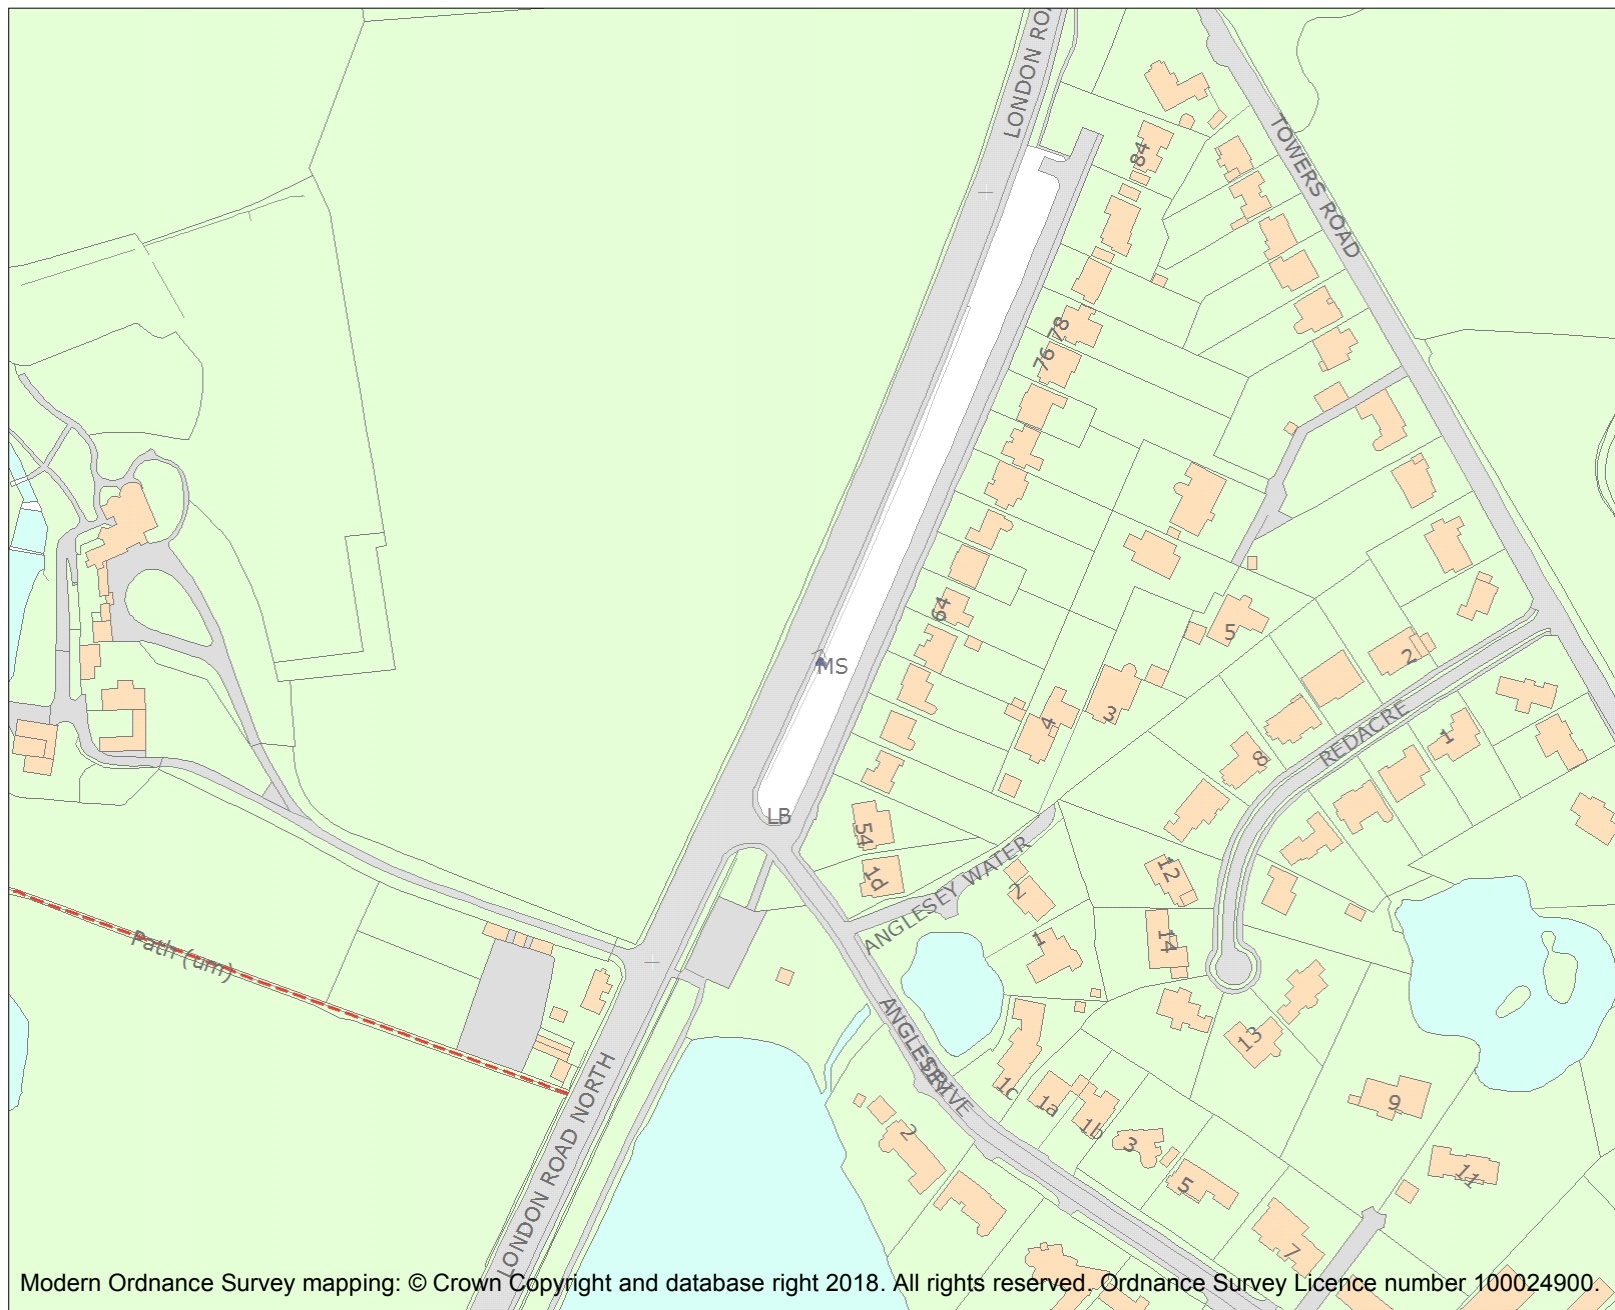 LONDON ROA
TOWERS ROAD
84
78
76
64
MS
5
3
4
2
REDACRE
1
8
LB
54
1d
ANGLESEY WATER
2
12
1
14
Path (um)
13
ANGLESEY
DRIVE
1c
1a
1b
9
2
3
11
5
7
LONDON ROAD NORTH
Modern Ordnance Survey mapping: © Crown Copyright and database right 2018. All rights reserved. Ordnance Survey Licence number 100024900.